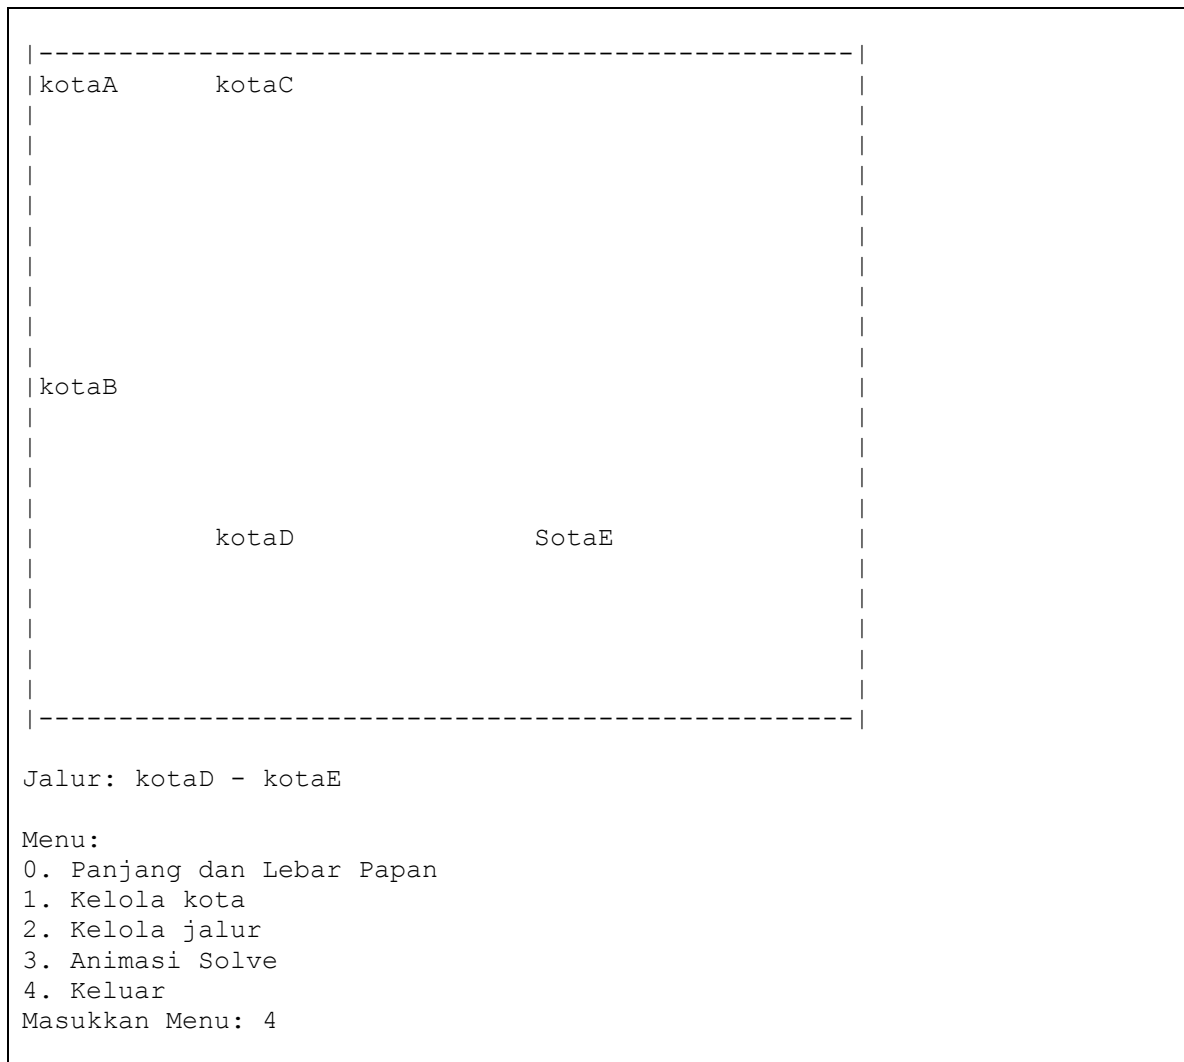 |---------------------------------------------------|
|kotaA      kotaC                                   |
|                                                   |
|                                                   |
|                                                   |
|                                                   |
|                                                   |
|                                                   |
|                                                   |
|                                                   |
|                                                   |
|kotaB                                              |
|                                                   |
|                                                   |
|                                                   |
|                                                   |
|           kotaD               SotaE               |
|                                                   |
|                                                   |
|                                                   |
|                                                   |
|                                                   |
|---------------------------------------------------|
Jalur: kotaD - kotaE
Menu:
0. Panjang dan Lebar Papan
1. Kelola kota
2. Kelola jalur
3. Animasi Solve
4. Keluar
Masukkan Menu: 4